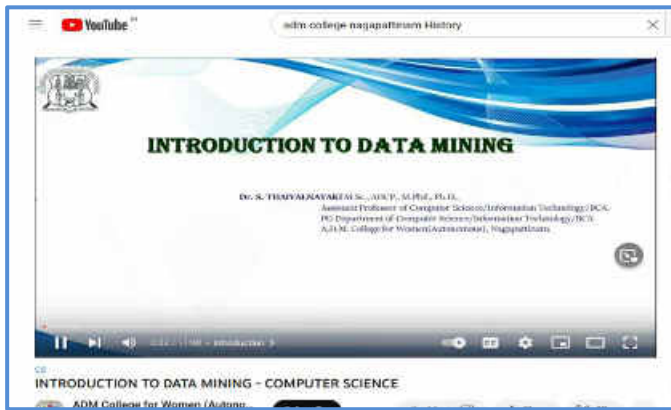 YouTube
adm college nagapattinam History
INTRODUCTION TO DATA MINING
Dr. S. THAIYALNAYAKI M.Sc., ADCP., M.Phil., Ph.D.,
Assistant Professor of Computer Science/Information Technology/BCA.
PG Department of Computer Science/Information Technology/BCA
A.D.M. College for Women(Autonomous), Nagapattinam.
Introduction
INTRODUCTION TO DATA MINING – COMPUTER SCIENCE
ADM College for Women (Autono...